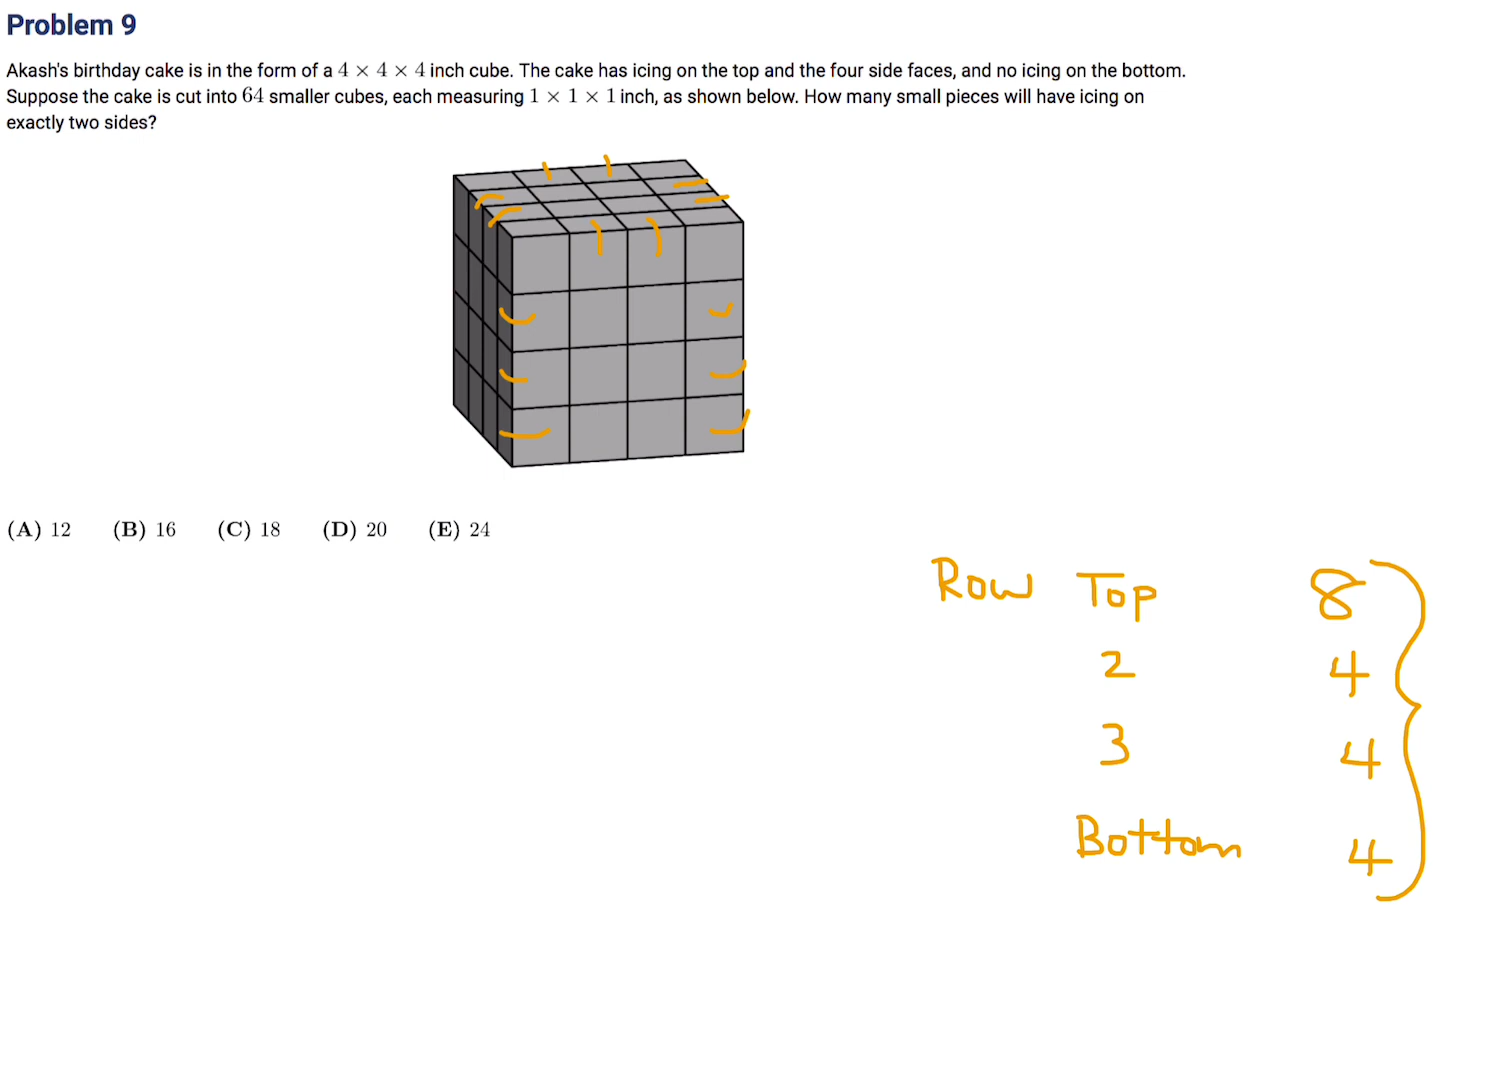 Problem 9
Akash's birthday cake is in the form of a 4 × 4 × 4 inch cube. The cake has icing on the top and the four side faces, and no icing on the bottom.
Suppose the cake is cut into 64 smaller cubes, each measuring 1 × 1 × 1 inch, as shown below. How many small pieces will have icing on
exactly two sides?
(A) 12 (B) 16 (C) 18 (D) 20 (E) 24
Row Top 8
2 4
3 4
Bottom 4